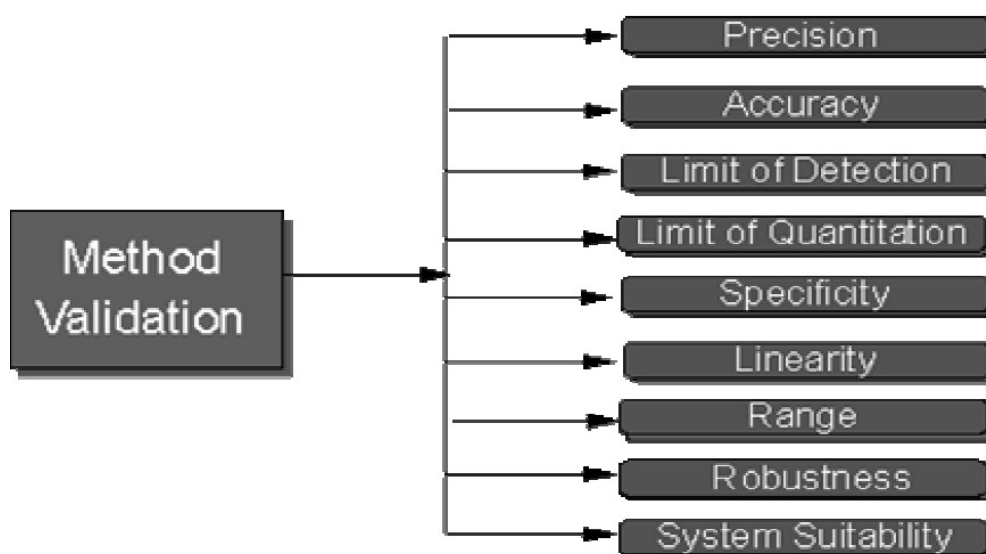 Method
Validation
Precision
Accuracy
Limit of Detection
Limit of Quantitation
Specificity
Linearity
Range
Robustness
System Suitability